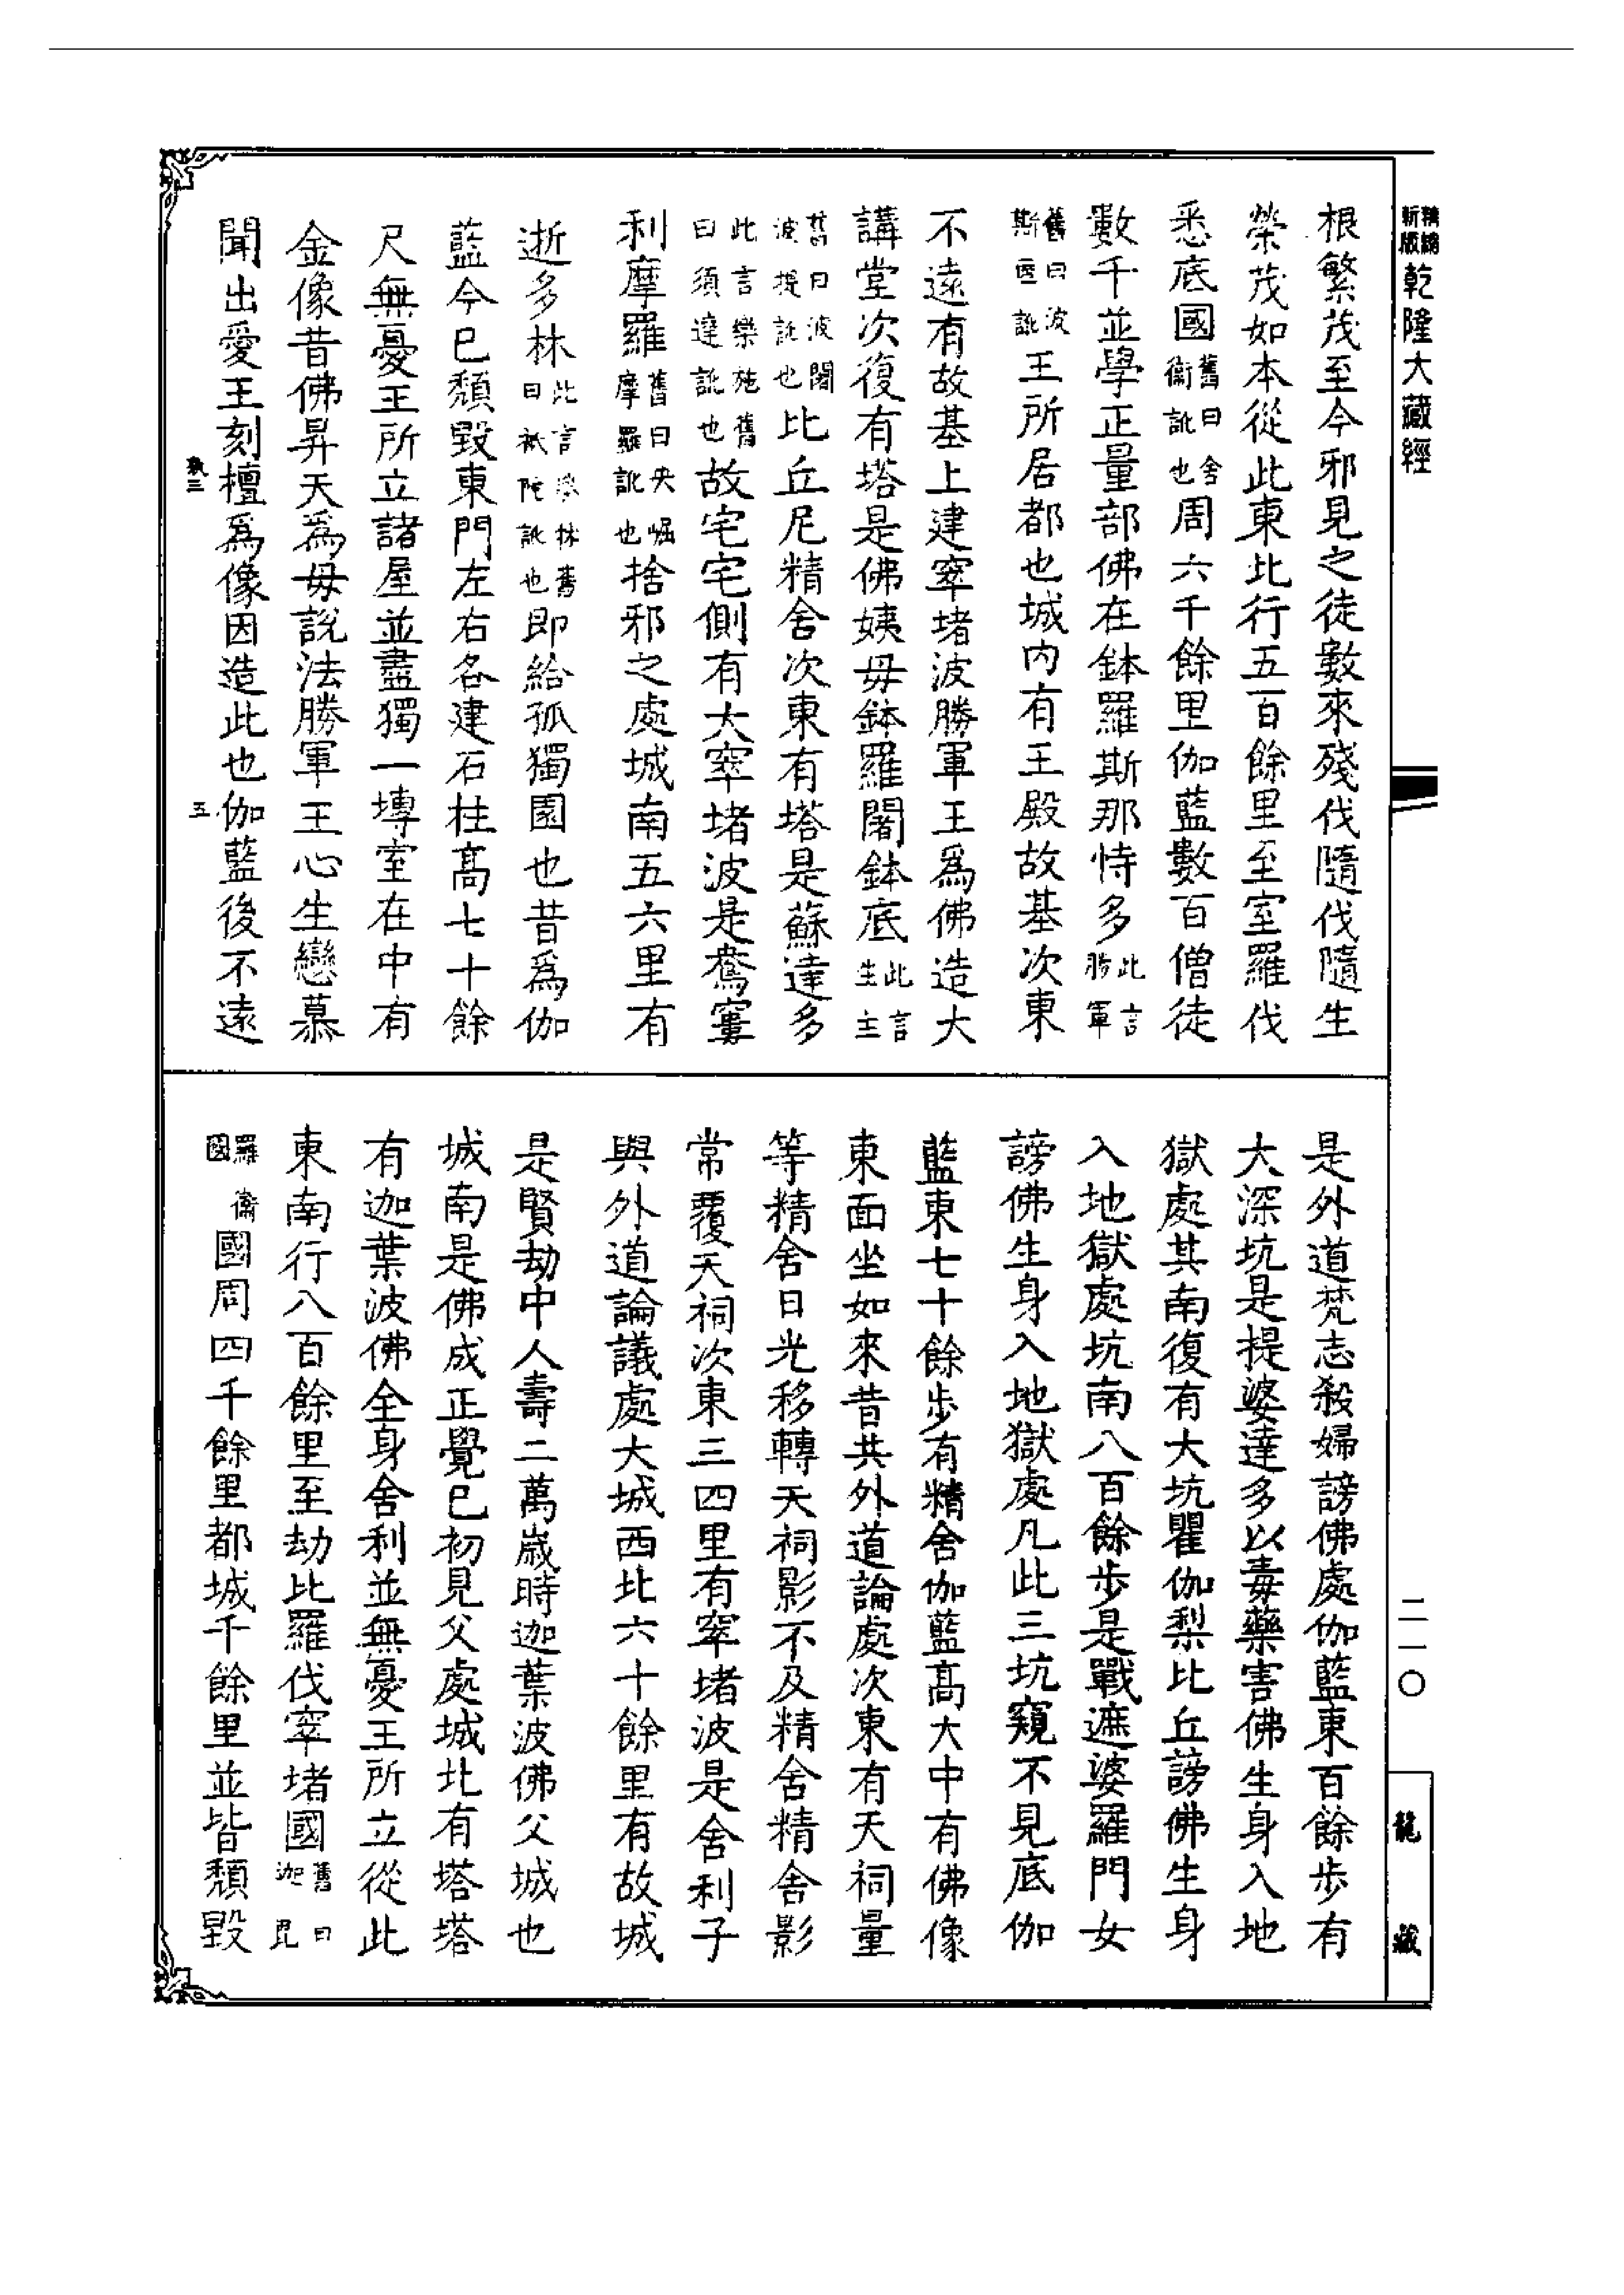 精繕新版 乾隆大藏經
根繁茂至今邪見之徒數來殘伐隨伐隨生
榮茂如本從此東北行五百餘里至室羅伐
悉底國舊曰舍衛訛也周六千餘里伽藍數百僧徒
數千並學正量部佛在鉢羅斯那恃多此言勝軍
舊曰波斯匿訛王所居都也城内有王殿故基次東
不遠有故基上建窣堵波勝軍王為佛造大
講堂次復有塔是佛姨母鉢羅闍鉢底此言生主
舊曰波闍波提訛也比丘尼精舍次東有塔是蘇達多
此言樂施舊曰須達訛也故宅宅側有大窣堵波是鴦窶
利摩羅舊曰央崛摩羅訛也捨邪之處城南五六里有
逝多林此言勝林舊曰祇陀訛也即給孤獨園也昔為伽
藍今已頹毀東門左右各建石柱高七十餘
尺無憂王所立諸屋並盡獨一塼室在中有
金像昔佛昇天為母説法勝軍王心生戀慕
聞出愛王刻檀為像因造此也伽藍後不遠
孰三 五
是外道梵志殺婦謗佛處伽藍東百餘步有
大深坑是提婆達多以毒藥害佛生身入地
獄處其南復有大坑瞿伽梨比丘謗佛生身
入地獄處坑南八百餘步是戰遮婆羅門女
謗佛生身入地獄處凡此三坑窺不見底伽
藍東七十餘步有精舍伽藍高大中有佛像
東面坐如來昔共外道論處次東有天祠量
等精舍日光移轉天祠影不及精舍精舍影
常覆天祠次東三四里有窣堵波是舍利子
與外道論議處大城西北六十餘里有故城
是賢劫中人壽二萬歲時迦葉波佛父城也
城南是佛成正覺已初見父處城北有塔塔
有迦葉波佛全身舍利並無憂王所立從此
東南行八百餘里至劫比羅伐窣堵國舊曰迦毘
羅衛國國周四千餘里都城千餘里並皆頹毀
二一〇
龍藏